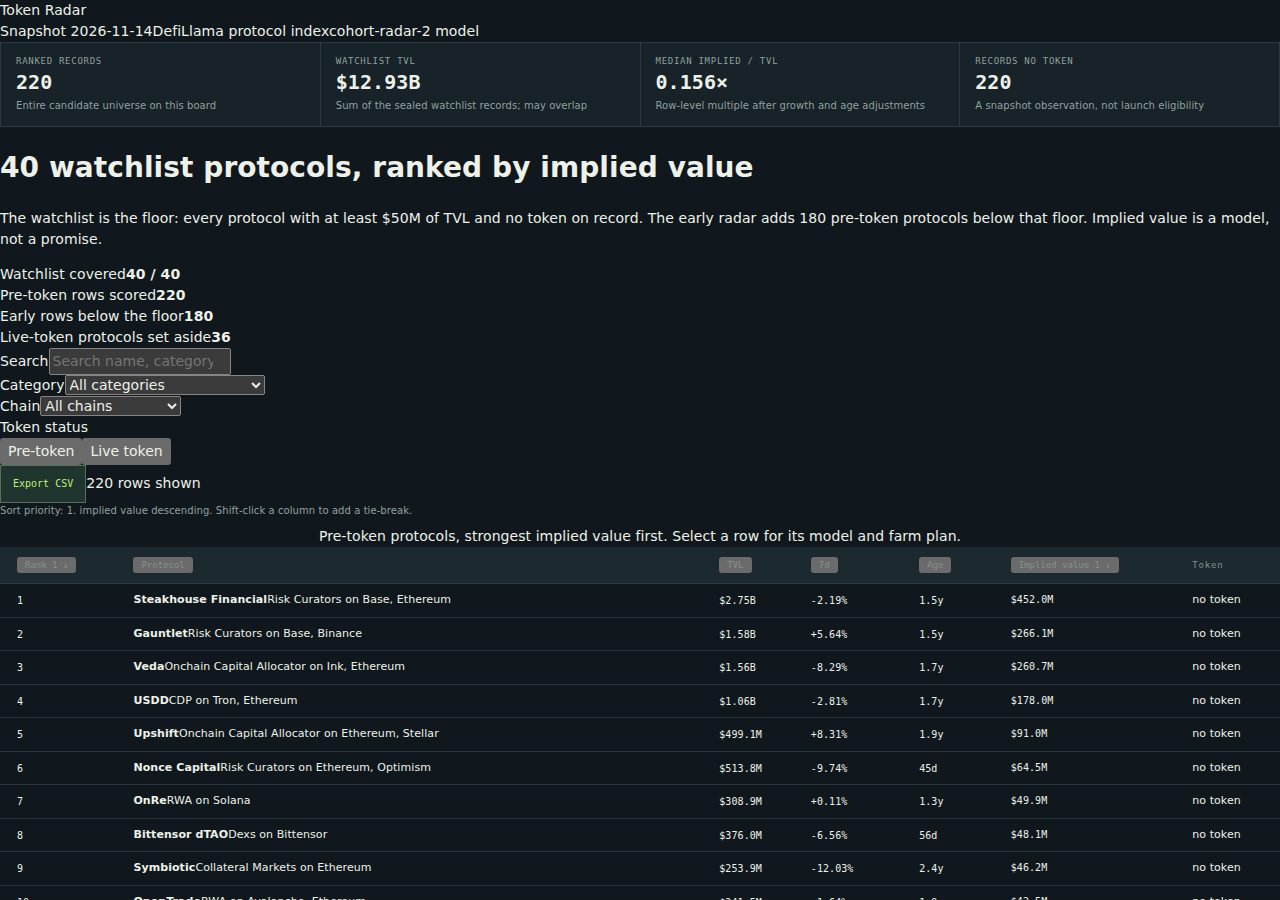 Token Radar
Snapshot 2026-11-14DefiLlama protocol indexcohort-radar-2 model
RANKED RECORDS
220
Entire candidate universe on this board
WATCHLIST TVL
$12.93B
Sum of the sealed watchlist records; may overlap
MEDIAN IMPLIED / TVL
0.156×
Row-level multiple after growth and age adjustments
RECORDS NO TOKEN
220
A snapshot observation, not launch eligibility
40 watchlist protocols, ranked by implied value
The watchlist is the floor: every protocol with at least $50M of TVL and no token on record. The early radar adds 180 pre-token protocols below that floor. Implied value is a model,
not a promise.
Watchlist covered40 / 40
Pre-token rows scored220
Early rows below the floor180
Live-token protocols set aside36
Search Search name, category
Category All categories
Chain All chains
Token status
Pre-token Live token
Export CSV 220 rows shown
Sort priority: 1. implied value descending. Shift-click a column to add a tie-break.
Pre-token protocols, strongest implied value first. Select a row for its model and farm plan.
Rank 1 ↓ Protocol TVL 7d Age Implied value 1 ↓ Token
1 Steakhouse FinancialRisk Curators on Base, Ethereum $2.75B -2.19% 1.5y $452.0M no token
2 GauntletRisk Curators on Base, Binance $1.58B +5.64% 1.5y $266.1M no token
3 VedaOnchain Capital Allocator on Ink, Ethereum $1.56B -8.29% 1.7y $260.7M no token
4 USDDCDP on Tron, Ethereum $1.06B -2.81% 1.7y $178.0M no token
5 UpshiftOnchain Capital Allocator on Ethereum, Stellar $499.1M +8.31% 1.9y $91.0M no token
6 Nonce CapitalRisk Curators on Ethereum, Optimism $513.8M -9.74% 45d $64.5M no token
7 OnReRWA on Solana $308.9M +0.11% 1.3y $49.9M no token
8 Bittensor dTAODexs on Bittensor $376.0M -6.56% 56d $48.1M no token
9 SymbioticCollateral Markets on Ethereum $253.9M -12.03% 2.4y $46.2M no token